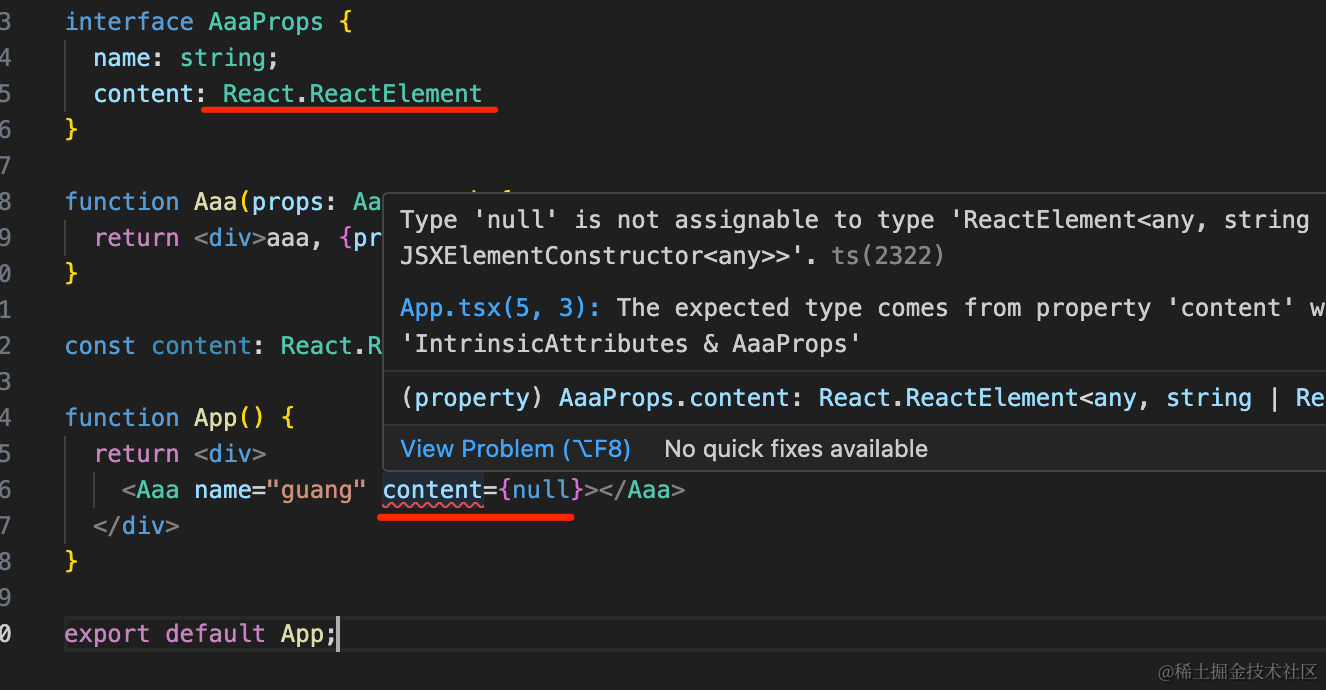 3 interface AaaProps {
4 name: string;
5 content: React.ReactElement
6 }
7
8 function Aaa(props: Aa
9 return <div>aaa, {pr
0 }
1
2 const content: React.R
3
4 function App() {
5 return <div>
6 <Aaa name="guang" content={null}></Aaa>
7 </div>
8 }
9
0 export default App;
Type 'null' is not assignable to type 'ReactElement<any, string
JSXElementConstructor<any>>'. ts(2322)
App.tsx(5, 3): The expected type comes from property 'content' w
'IntrinsicAttributes & AaaProps'
(property) AaaProps.content: React.ReactElement<any, string | Re
View Problem (⌥F8) No quick fixes available
@稀土掘金技术社区